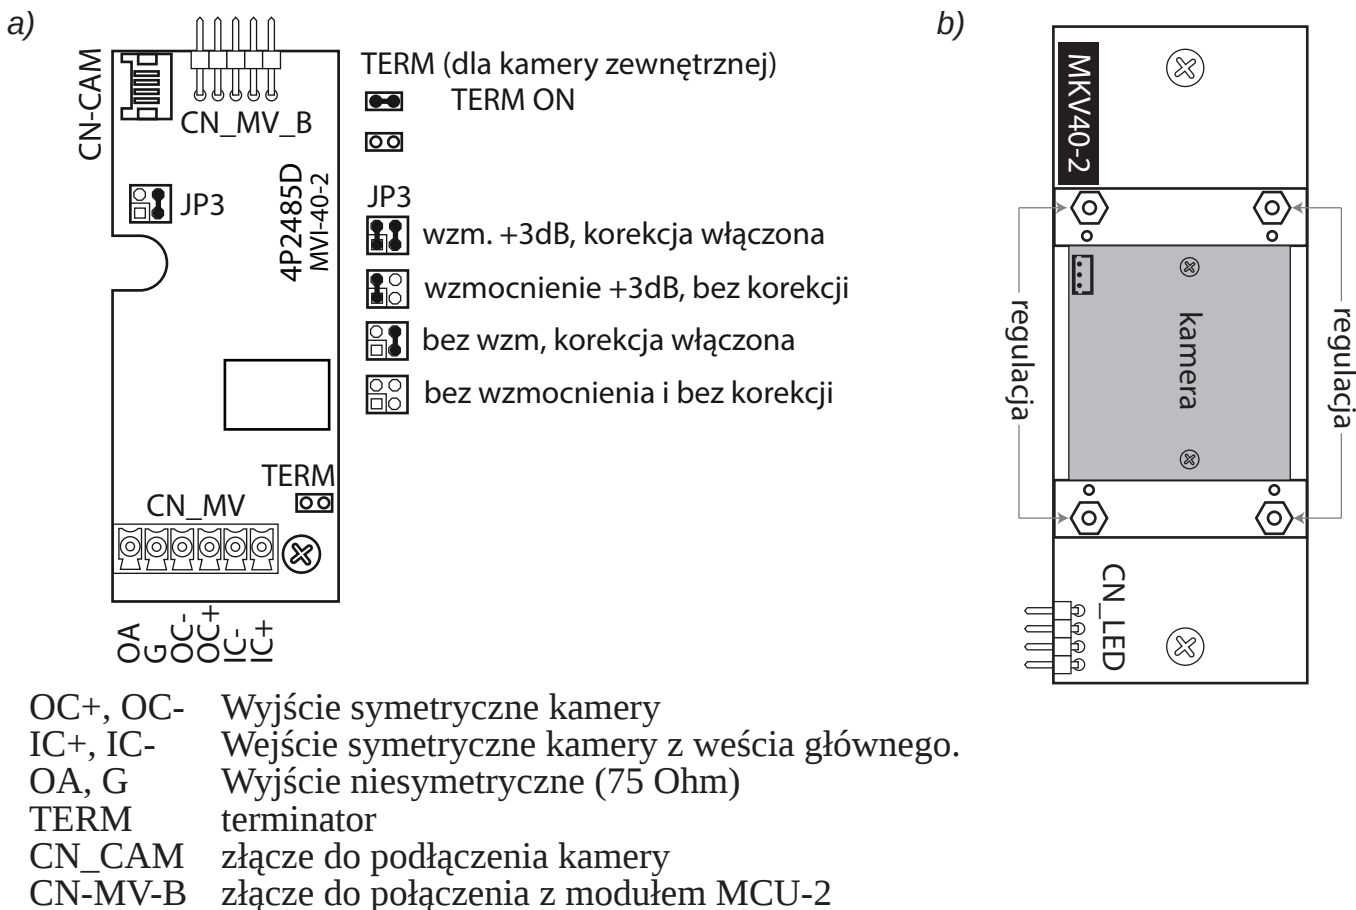 a)
CN-CAM
CN_MV_B
JP3
4P2485D
MVI-40-2
TERM
CN_MV
OA
G
OC-
OC+
IC-
IC+
TERM (dla kamery zewnętrznej)
TERM ON
JP3
wzm. +3dB, korekcja włączona
wzmocnienie +3dB, bez korekcji
bez wzm, korekcja włączona
bez wzmocnienia i bez korekcji
b)
MKV40-2
regulacja
kamera
regulacja
CN_LED
OC+, OC- Wyjście symetryczne kamery
IC+, IC- Wejście symetryczne kamery z weścia głównego.
OA, G Wyjście niesymetryczne (75 Ohm)
TERM terminator
CN_CAM złącze do podłączenia kamery
CN-MV-B złącze do połączenia z modułem MCU-2